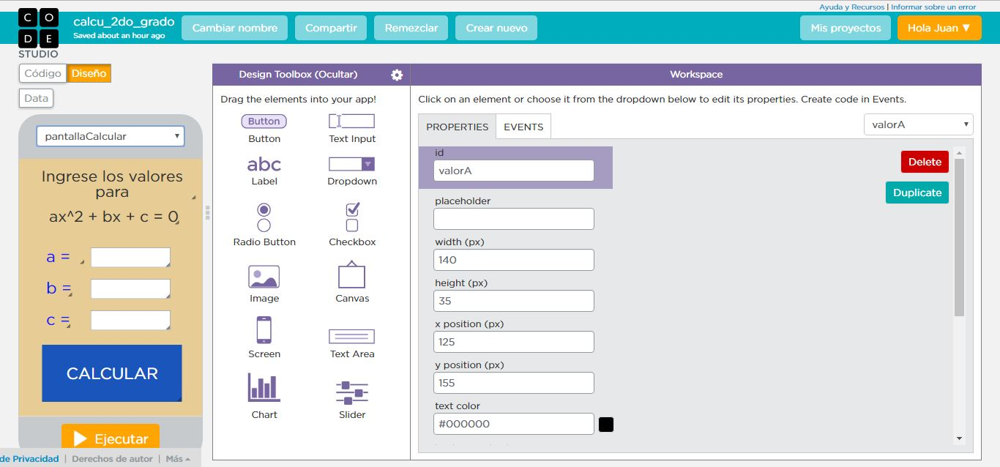 Ayuda y Recursos | Informar sobre un error
C O
D E
STUDIO
calcu_2do_grado
Saved about an hour ago
Cambiar nombre
Compartir
Remezclar
Crear nuevo
Mis proyectos
Hola Juan ▼
Código
Diseño
Data
pantallaCalcular
Ingrese los valores
para
ax^2 + bx + c = 0
a =
b =
c =
CALCULAR
Ejecutar
de Privacidad | Derechos de autor | Más
Design Toolbox (Ocultar)
Drag the elements into your app!
Button
Button
Text Input
abc
Label
Dropdown
Radio Button
Checkbox
Image
Canvas
Screen
Text Area
Chart
Slider
Workspace
Click on an element or choose it from the dropdown below to edit its properties. Create code in Events.
PROPERTIES
EVENTS
valorA
Delete
Duplicate
id
valorA
placeholder
width (px)
140
height (px)
35
x position (px)
125
y position (px)
155
text color
#000000